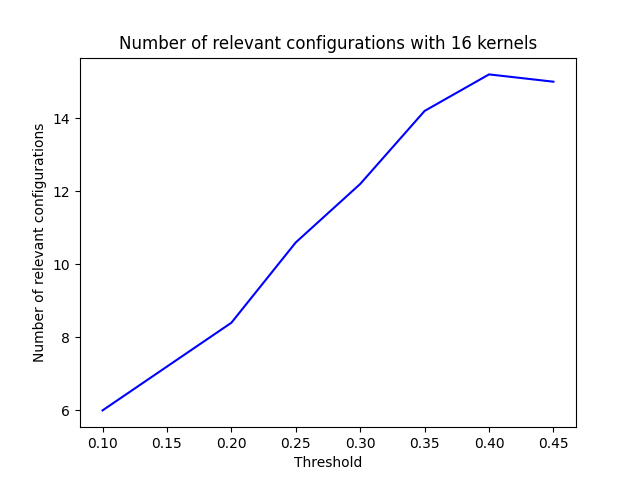 Number of relevant configurations with 16 kernels
Number of relevant configurations
14
12
10
8
6
0.10 0.15 0.20 0.25 0.30 0.35 0.40 0.45
Threshold